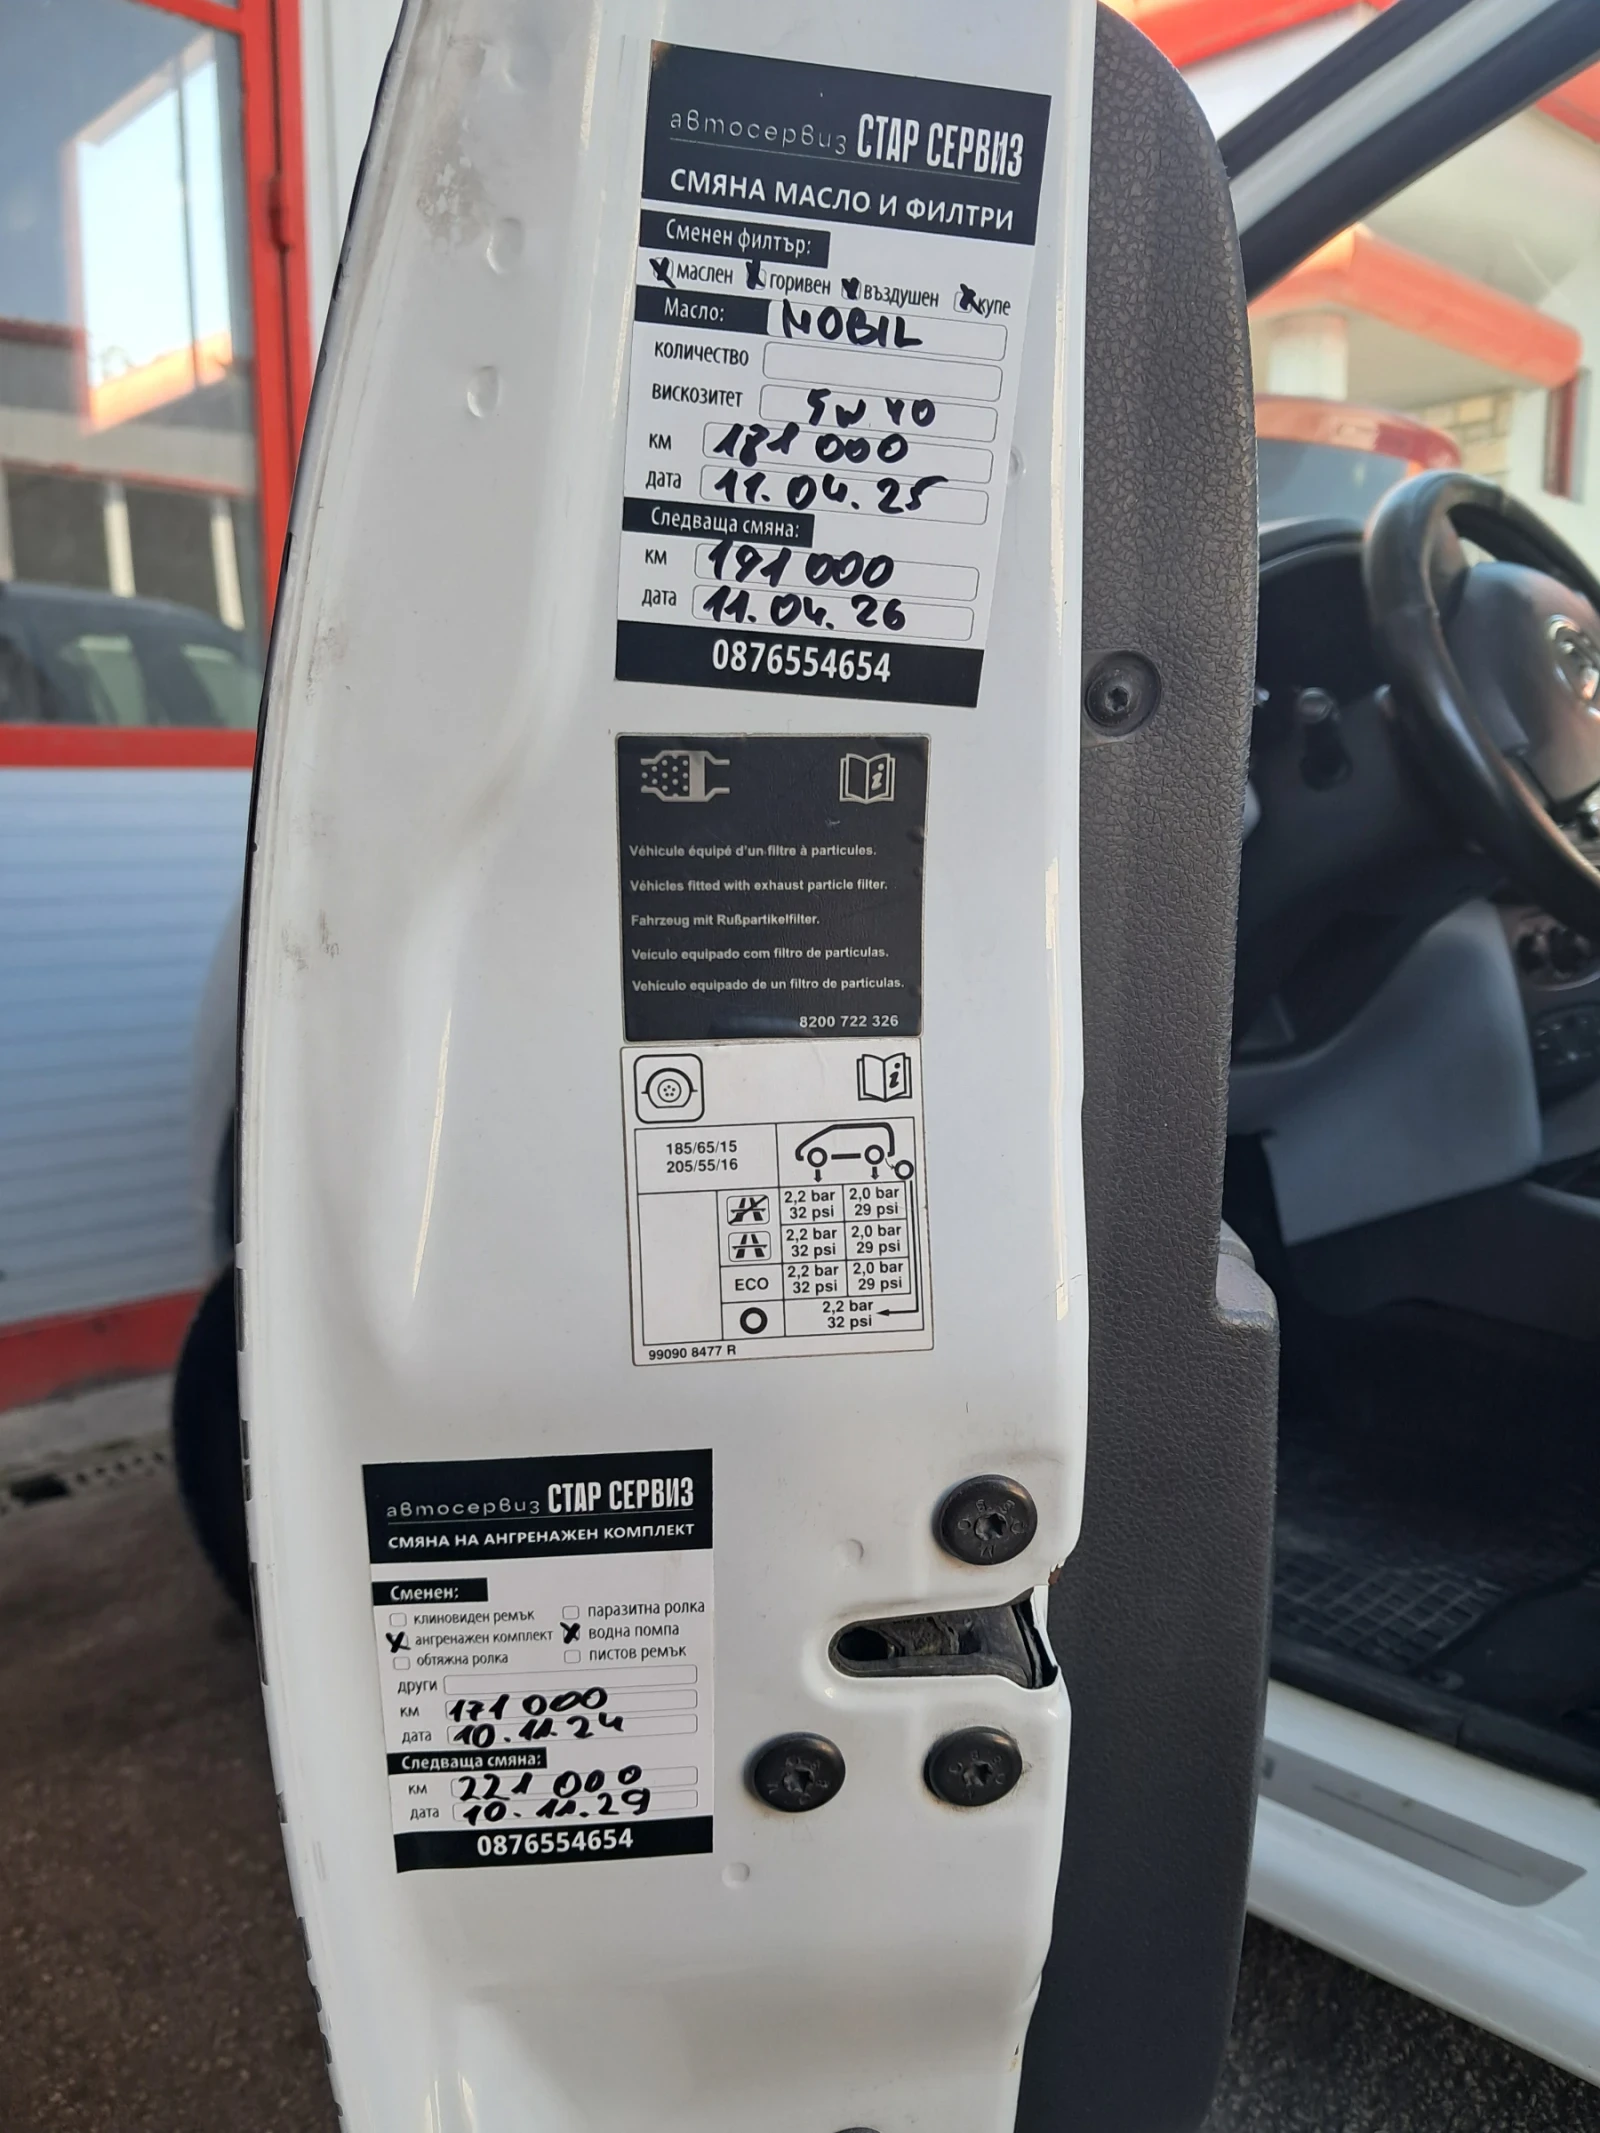 автосервиз СТАР СЕРВИЗ
СМЯНА МАСЛО И ФИЛТРИ
Сменен филтър:
маслен горивен въздушен купе
Масло: MOBIL
количество
вискозитет 5W40
км 181 000
дата 11.04.25
Следваща смяна:
км 191 000
дата 11.04.26
0876554654
Véhicule équipé d'un filtre à particules.
Véhicles fitted with exhaust particle filter.
Fahrzeug mit Rußpartikelfilter.
Veículo equipado com filtro de partículas.
Vehículo equipado de un filtro de partículas.
8200 722 326
185/65/15
205/55/16
2,2 bar 2,0 bar
32 psi 29 psi
2,2 bar 2,0 bar
32 psi 29 psi
ECO 2,2 bar 2,0 bar
32 psi 29 psi
2,2 bar
32 psi
99090 8477 R
автосервиз СТАР СЕРВИЗ
СМЯНА НА АНГРЕНАЖЕН КОМПЛЕКТ
Сменен:
клиновиден ремък паразитна ролка
ангренажен комплект водна помпа
обтяжна ролка пистов ремък
други
км 171 000
дата 10.11.24
Следваща смяна:
км 221 000
дата 10.11.29
0876554654